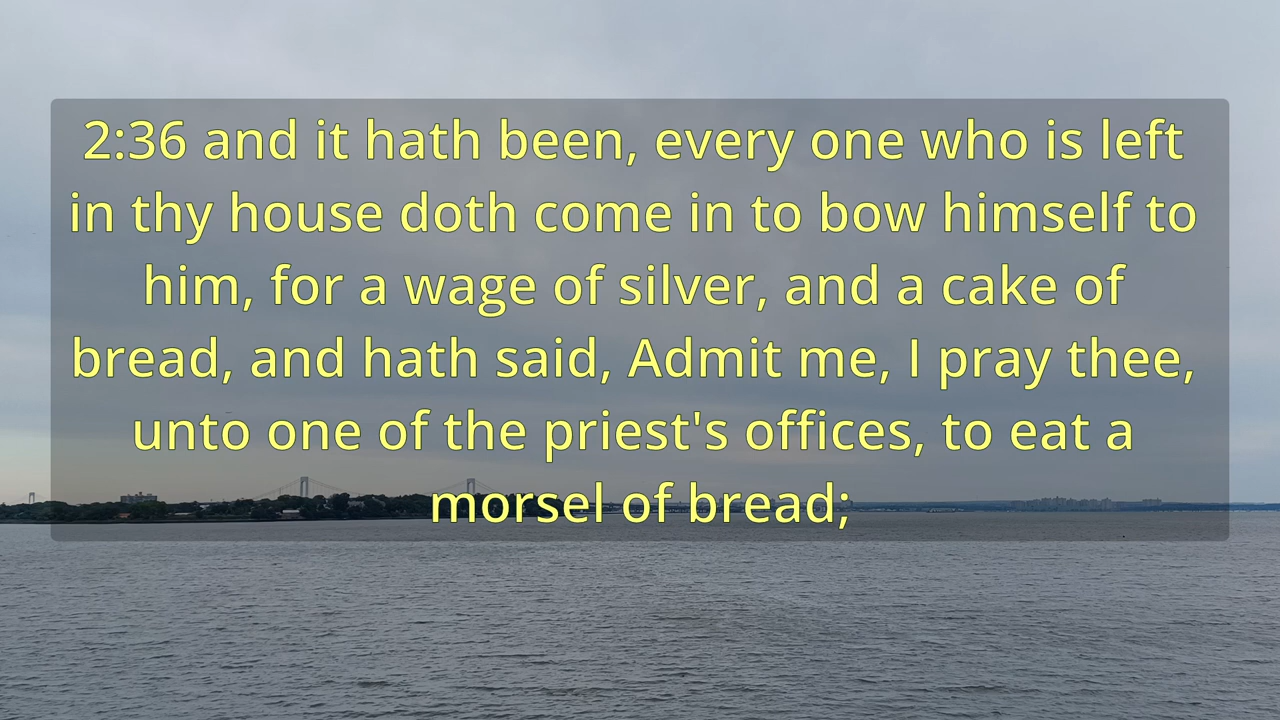 2:36 and it hath been, every one who is left
in thy house doth come in to bow himself to
him, for a wage of silver, and a cake of
bread, and hath said, Admit me, I pray thee,
unto one of the priest's offices, to eat a
morsel of bread;